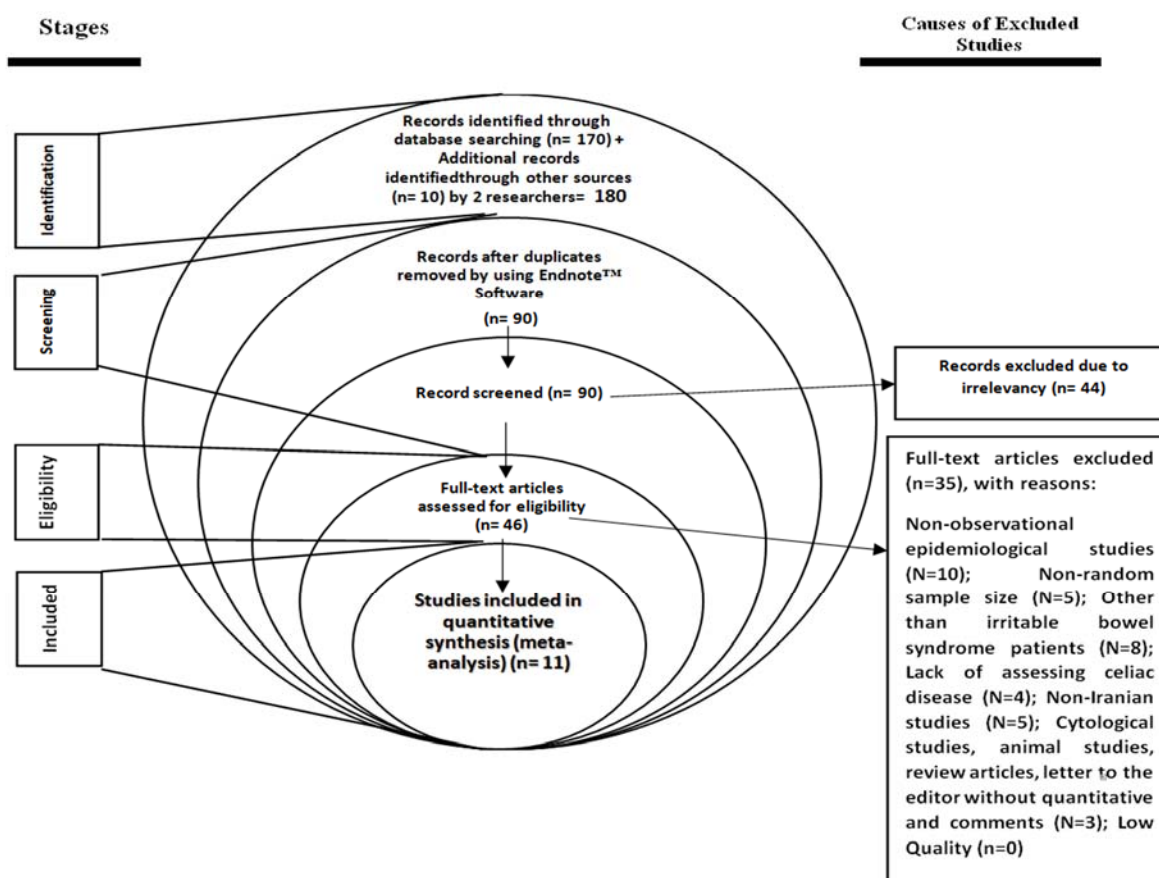 Stages
Causes of Excluded
Studies
Identification
Records identified through
database searching (n= 170) +
Additional records
identifiedthrough other sources
(n= 10) by 2 researchers= 180
Screening
Records after duplicates
removed by using Endnote™
Software
(n= 90)
Record screened (n= 90)
Records excluded due to
irrelevancy (n= 44)
Eligibility
Full-text articles
assessed for eligibility
(n= 46)
Full-text articles excluded
(n=35), with reasons:
Non-observational
epidemiological studies
(N=10); Non-random
sample size (N=5); Other
than irritable bowel
syndrome patients (N=8);
Lack of assessing celiac
disease (N=4); Non-Iranian
studies (N=5); Cytological
studies, animal studies,
review articles, letter to the
editor without quantitative
and comments (N=3); Low
Quality (n=0)
Included
Studies included in
quantitative
synthesis (meta-
analysis) (n= 11)